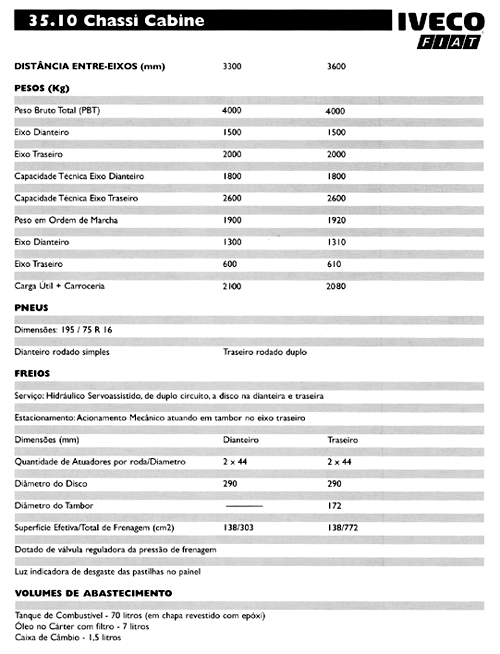 35.10 Chassi Cabine
IVECO
FIAT
DISTÂNCIA ENTRE-EIXOS (mm) 3300 3600
PESOS (Kg)
Peso Bruto Total (PBT) 4000 4000
Eixo Dianteiro 1500 1500
Eixo Traseiro 2000 2000
Capacidade Técnica Eixo Dianteiro 1800 1800
Capacidade Técnica Eixo Traseiro 2600 2600
Peso em Ordem de Marcha 1900 1920
Eixo Dianteiro 1300 1310
Eixo Traseiro 600 610
Carga Útil + Carroceria 2100 2080
PNEUS
Dimensões: 195 / 75 R 16
Dianteiro rodado simples Traseiro rodado duplo
FREIOS
Serviço: Hidráulico Servoassistido, de duplo circuito, a disco na dianteira e traseira
Estacionamento: Acionamento Mecânico atuando em tambor no eixo traseiro
Dimensões (mm) Dianteiro Traseiro
Quantidade de Atuadores por roda/Diametro 2 x 44 2 x 44
Diâmetro do Disco 290 290
Diâmetro do Tambor ——— 172
Superfície Efetiva/Total de Frenagem (cm2) 138/303 138/772
Dotado de válvula reguladora da pressão de frenagem
Luz indicadora de desgaste das pastilhas no painel
VOLUMES DE ABASTECIMENTO
Tanque de Combustível - 70 litros (em chapa revestido com epóxi)
Óleo no Cárter com filtro - 7 litros
Caixa de Câmbio - 1,5 litros